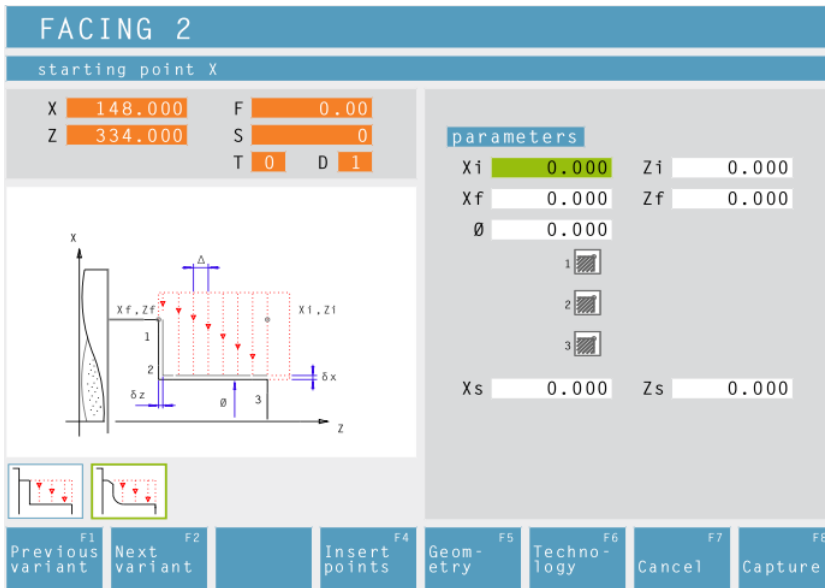 FACING 2
starting point X
X 148.000 F 0.00
Z 334.000 S 0
T 0 D 1
parameters
Xi 0.000 Zi 0.000
Xf 0.000 Zf 0.000
Ø 0.000
1
2
3
Xs 0.000 Zs 0.000
X
Δ
Xf,Zf
Xi,Zi
1
2
δx
δz
Ø
3
Z
F1
Previous
variant
F2
Next
variant
F4
Insert
points
F5
Geom-
etry
F6
Techno-
logy
F7
Cancel
F8
Capture